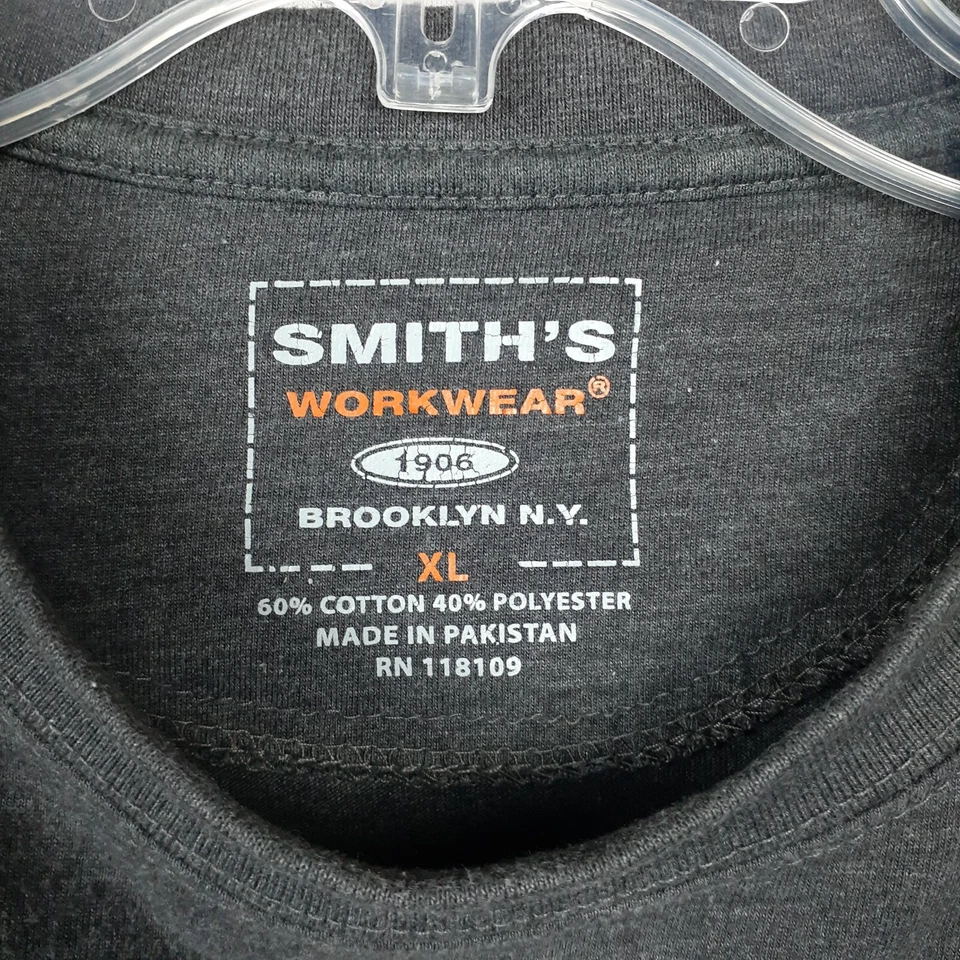 SMITH'S
WORKWEAR®
1906
BROOKLYN N.Y.
XL
60% COTTON 40% POLYESTER
MADE IN PAKISTAN
RN 118109